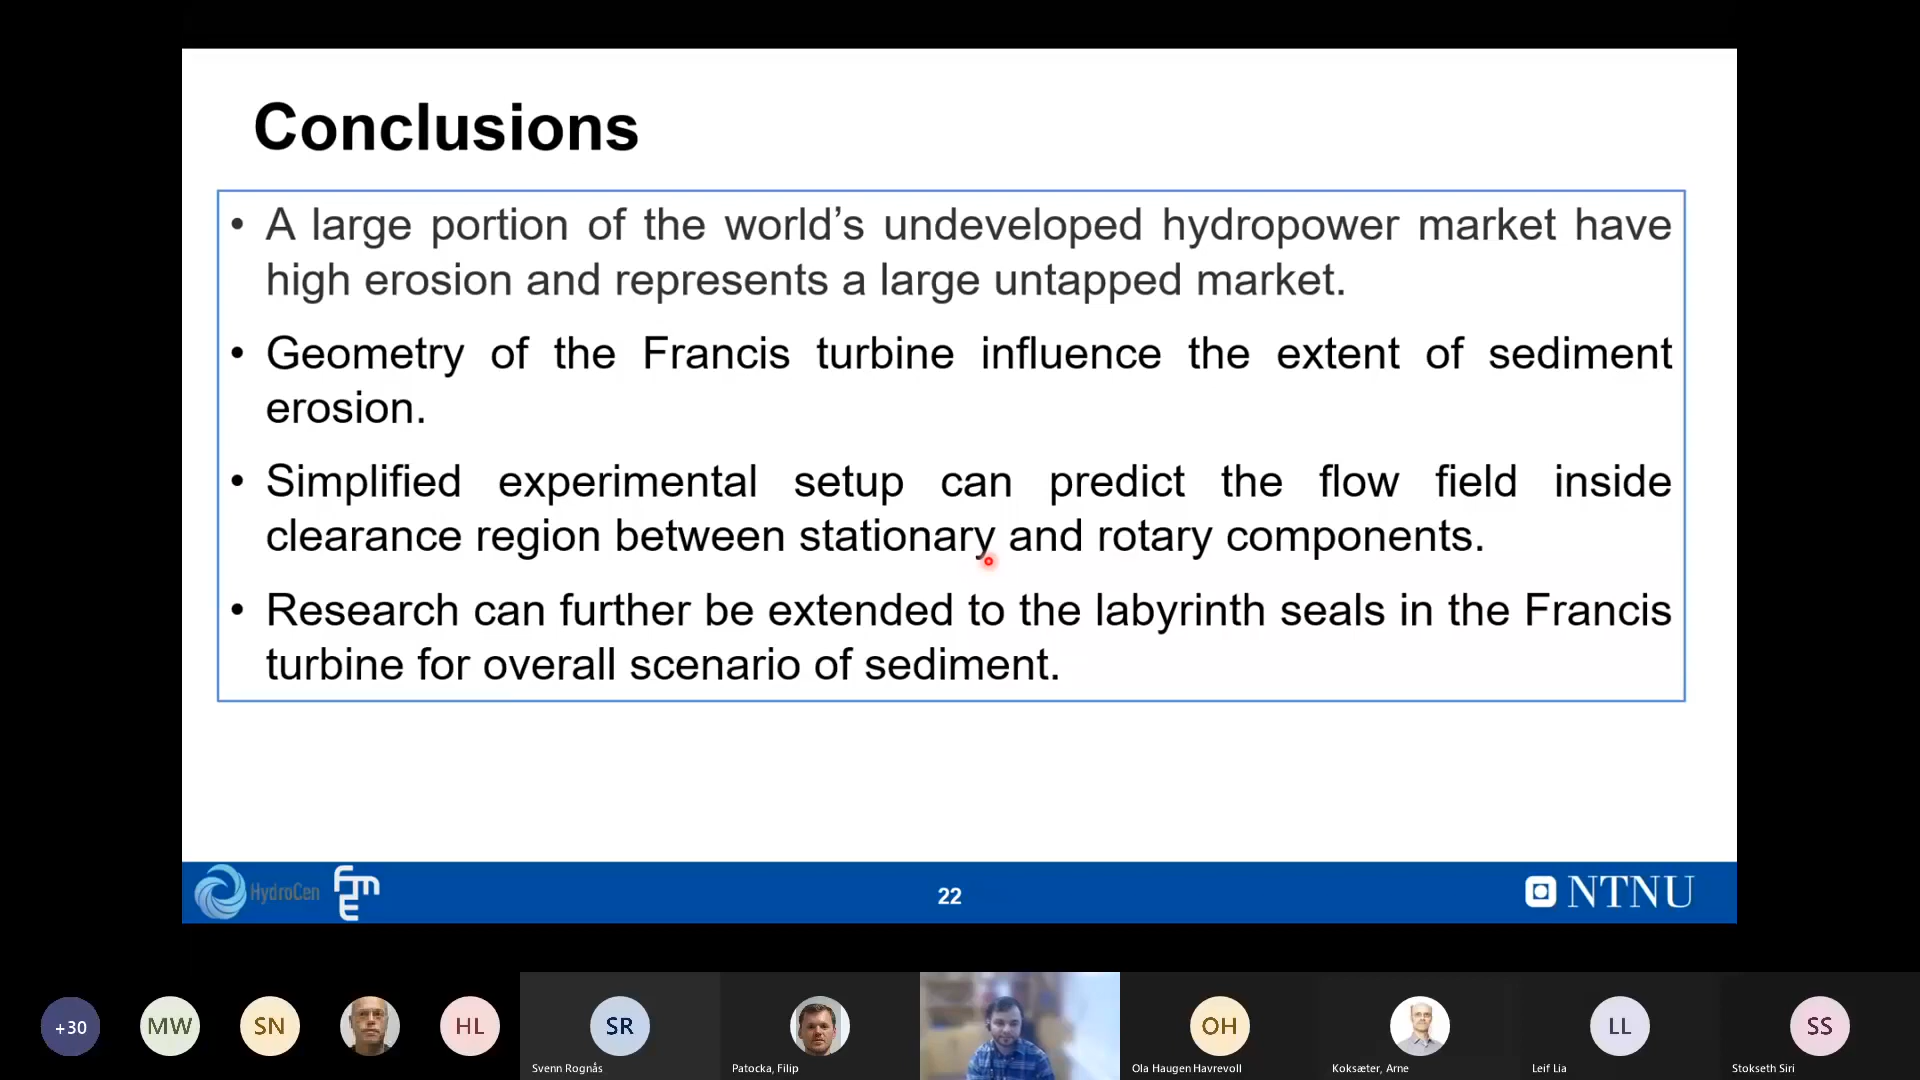 Conclusions
• A large portion of the world’s undeveloped hydropower market have
high erosion and represents a large untapped market.
• Geometry of the Francis turbine influence the extent of sediment
erosion.
• Simplified experimental setup can predict the flow field inside
clearance region between stationary and rotary components.
• Research can further be extended to the labyrinth seals in the Francis
turbine for overall scenario of sediment.
HydroCen
FME
22
NTNU
+30
MW
SN
HL
SR
OH
LL
SS
Svenn Rognås
Patocka, Filip
Ola Haugen Havrevoll
Koksæter, Arne
Leif Lia
Stokseth Siri